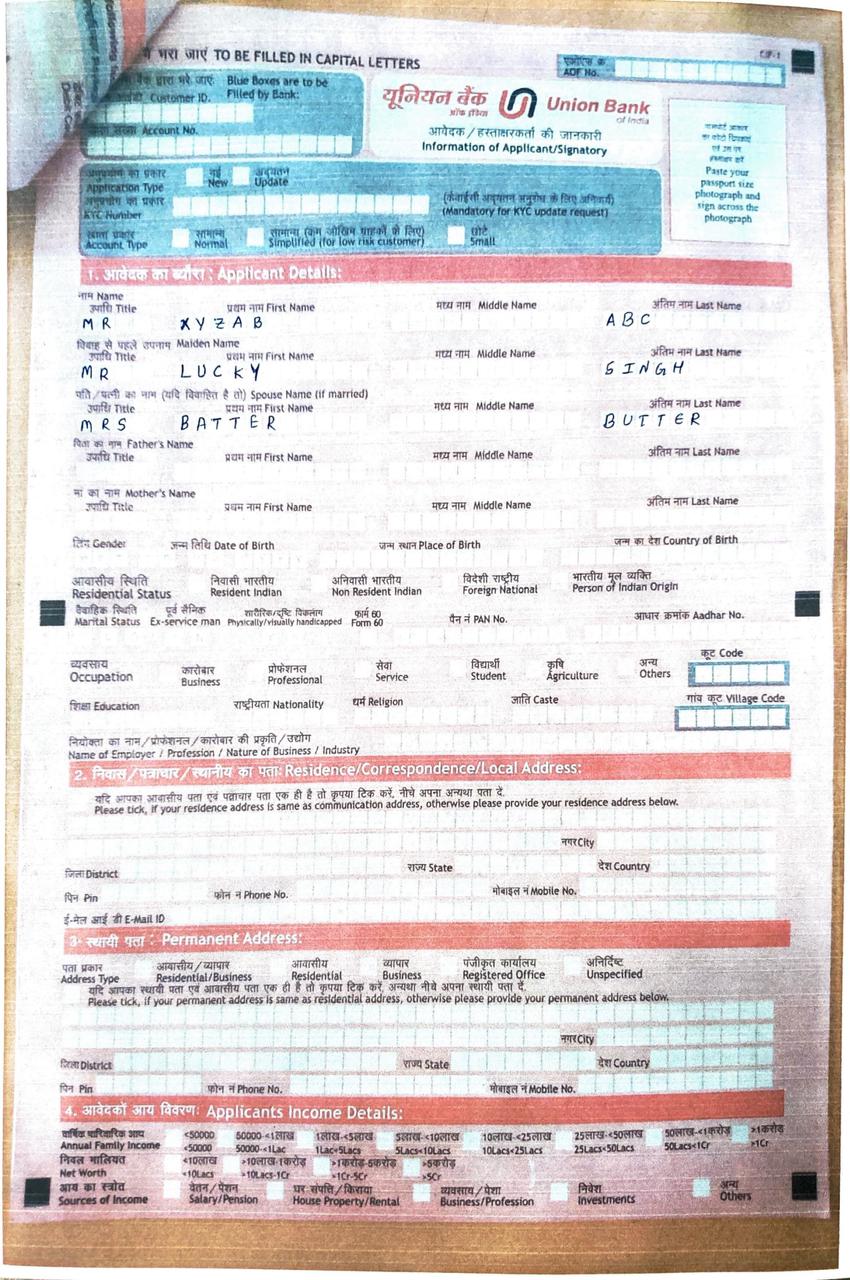 भरा जाएं TO BE FILLED IN CAPITAL LETTERS
CIF-1
एओएफ क्र.
AOF No.
बैंक द्वारा भरे जाएं: Blue Boxes are to be
आईडी Customer ID. Filled by Bank:
Account No.
यूनियन बैंक Union Bank
ऑफ़ इंडिया of India
आवेदक/हस्ताक्षरकर्ता की जानकारी
Information of Applicant/Signatory
Paste your
passport size
photograph and
sign across the
photograph
अनुप्रयोग का प्रकार नई अद्यतन
Application Type New Update
अनुप्रयोग का प्रकार (केवाईसी अद्यतन अनुरोध के लिए अनिवार्य)
KYC Number (Mandatory for KYC update request)
खाता प्रकार सामान्य सामान्य (कम जोखिम ग्राहकों के लिए) छोटे
Account Type Normal Simplified (for low risk customer) Small
1. आवेदक का ब्यौरा: Applicant Details:
नाम Name
उपाधि Title प्रथम नाम First Name मध्य नाम Middle Name अंतिम नाम Last Name
MR XYZAB ABC
विवाह से पहले उपनाम Maiden Name
उपाधि Title प्रथम नाम First Name मध्य नाम Middle Name अंतिम नाम Last Name
MR LUCKY SINGH
पति/पत्नी का नाम (यदि विवाहित है तो) Spouse Name (if married)
उपाधि Title प्रथम नाम First Name मध्य नाम Middle Name अंतिम नाम Last Name
MRS BATTER BUTTER
पिता का नाम Father's Name
उपाधि Title प्रथम नाम First Name मध्य नाम Middle Name अंतिम नाम Last Name
मां का नाम Mother's Name
उपाधि Title प्रथम नाम First Name मध्य नाम Middle Name अंतिम नाम Last Name
लिंग Gender जन्म तिथि Date of Birth जन्म स्थान Place of Birth जन्म का देश Country of Birth
आवासीय स्थिति निवासी भारतीय अनिवासी भारतीय विदेशी राष्ट्रीय भारतीय मूल व्यक्ति
Residential Status Resident Indian Non Resident Indian Foreign National Person of Indian Origin
वैवाहिक स्थिति पूर्व सैनिक शारीरिक/दृष्टि विकलांग फार्म 60 पैन नं PAN No. आधार क्रमांक Aadhar No.
Marital Status Ex-service man Physically/visually handicapped Form 60
व्यवसाय कारोबार प्रोफेशनल सेवा विद्यार्थी कृषि अन्य कूट Code
Occupation Business Professional Service Student Agriculture Others
शिक्षा Education राष्ट्रीयता Nationality धर्म Religion जाति Caste गांव कूट Village Code
नियोक्ता का नाम/प्रोफेशनल/कारोबार की प्रकृति/उद्योग
Name of Employer / Profession / Nature of Business / Industry
2. निवास/पत्राचार/स्थानीय का पता: Residence/Correspondence/Local Address:
यदि आपका आवासीय पता एवं पत्राचार पता एक ही है तो कृपया टिक करें, नीचे अपना अन्यथा पता दें.
Please tick, if your residence address is same as communication address, otherwise please provide your residence address below.
नगर City
जिला District राज्य State देश Country
पिन Pin फोन नं Phone No. मोबाइल नं Mobile No.
ई-मेल आई डी E-Mail ID
3- स्थायी पता: Permanent Address:
पता प्रकार आवासीय/व्यापार आवासीय व्यापार पंजीकृत कार्यालय अनिर्दिष्ट
Address Type Residential/Business Residential Business Registered Office Unspecified
यदि आपका स्थायी पता एवं आवासीय पता एक ही है तो कृपया टिक करें, अन्यथा नीचे अपना स्थायी पता दें.
Please tick, if your permanent address is same as residential address, otherwise please provide your permanent address below.
नगर City
जिला District राज्य State देश Country
पिन Pin फोन नं Phone No. मोबाइल नं Mobile No.
4. आवेदकों आय विवरण: Applicants Income Details:
वार्षिक पारिवारिक आय <50000 50000-<1लाख 1लाख-<5लाख 5लाख-<10लाख 10लाख-<25लाख 25लाख-<50लाख 50लाख-<1करोड़ >1करोड़
Annual Family Income <50000 50000-<1Lac 1Lac<5Lacs 5Lacs<10Lacs 10Lacs<25Lacs 25Lacs<50Lacs 50Lacs<1Cr >1Cr
निवल मालियत <10लाख >10लाख-1करोड़ >1करोड़-5करोड़ >5करोड़
Net Worth <10Lacs >10Lacs-1Cr >1Cr-5Cr >5Cr
आय का स्त्रोत वेतन/पेंशन घर संपत्ति/किराया व्यवसाय/पेशा निवेश अन्य
Sources of Income Salary/Pension House Property/Rental Business/Profession Investments Others